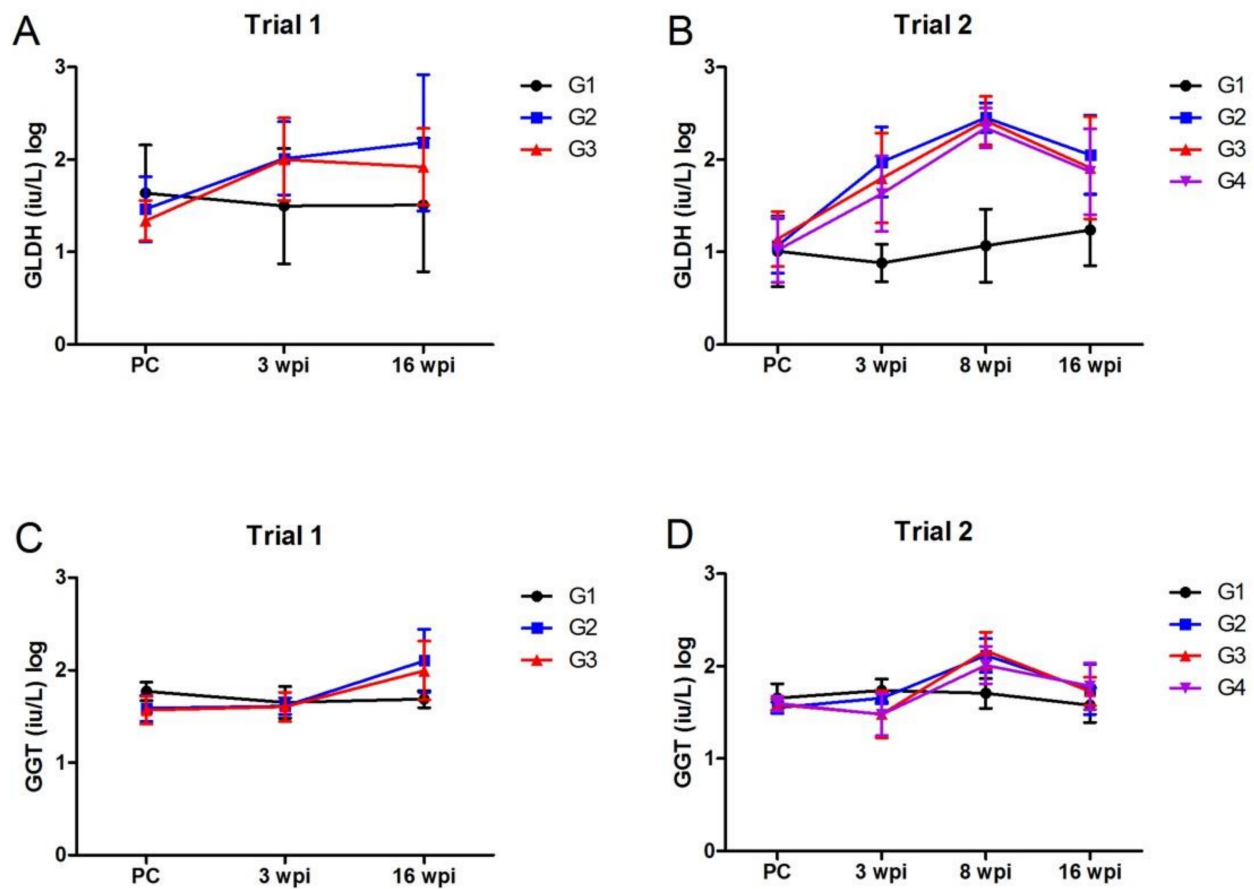 A
Trial 1
GLDH (iu/L) log
3
2
1
0
PC 3 wpi 16 wpi
G1
G2
G3
B
Trial 2
GLDH (iu/L) log
3
2
1
0
PC 3 wpi 8 wpi 16 wpi
G1
G2
G3
G4
C
Trial 1
GGT (iu/L) log
3
2
1
0
PC 3 wpi 16 wpi
G1
G2
G3
D
Trial 2
GGT (iu/L) log
3
2
1
0
PC 3 wpi 8 wpi 16 wpi
G1
G2
G3
G4